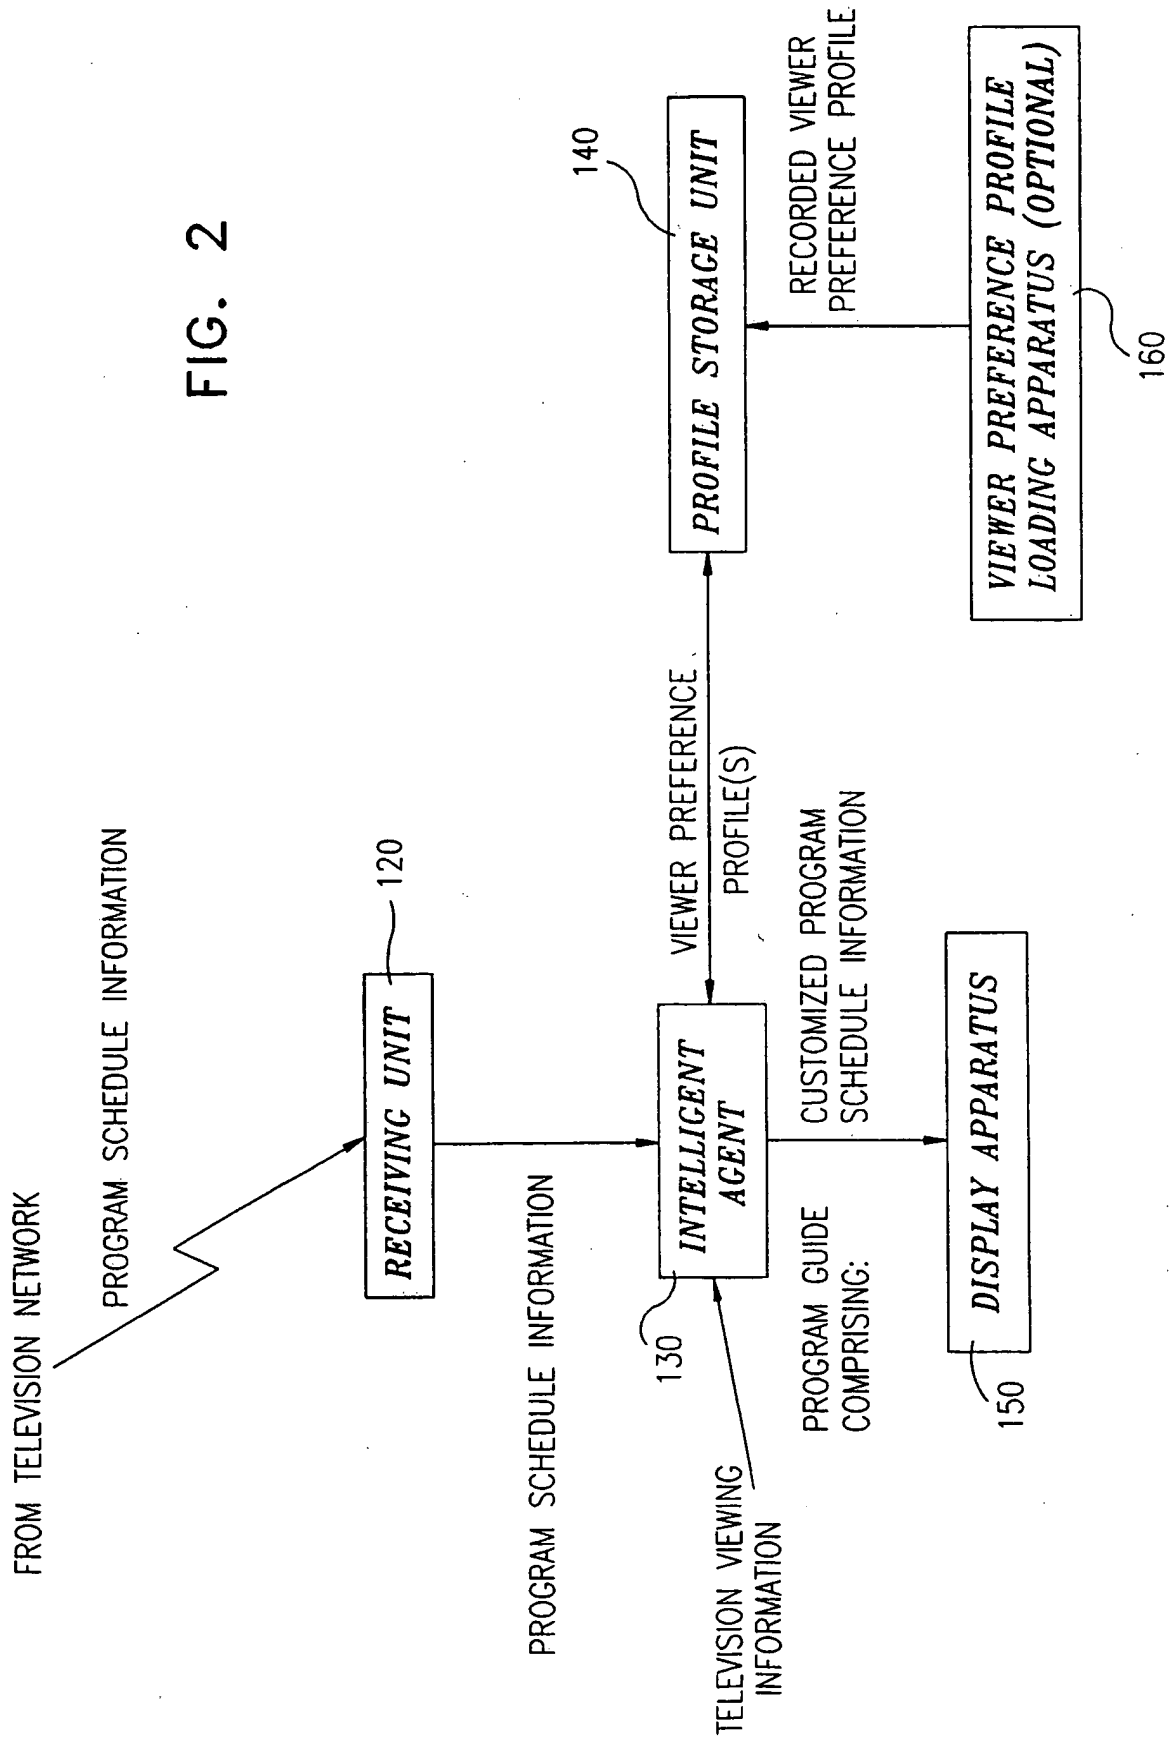 FIG. 2
FROM TELEVISION NETWORK
PROGRAM SCHEDULE INFORMATION
120
RECEIVING UNIT
PROGRAM SCHEDULE INFORMATION
130
INTELLIGENT
AGENT
TELEVISION VIEWING
INFORMATION
VIEWER PREFERENCE
PROFILE(S)
140
PROFILE STORAGE UNIT
RECORDED VIEWER
PREFERENCE PROFILE
PROGRAM GUIDE
COMPRISING:
CUSTOMIZED PROGRAM
SCHEDULE INFORMATION
150
DISPLAY APPARATUS
VIEWER PREFERENCE PROFILE
LOADING APPARATUS (OPTIONAL)
160